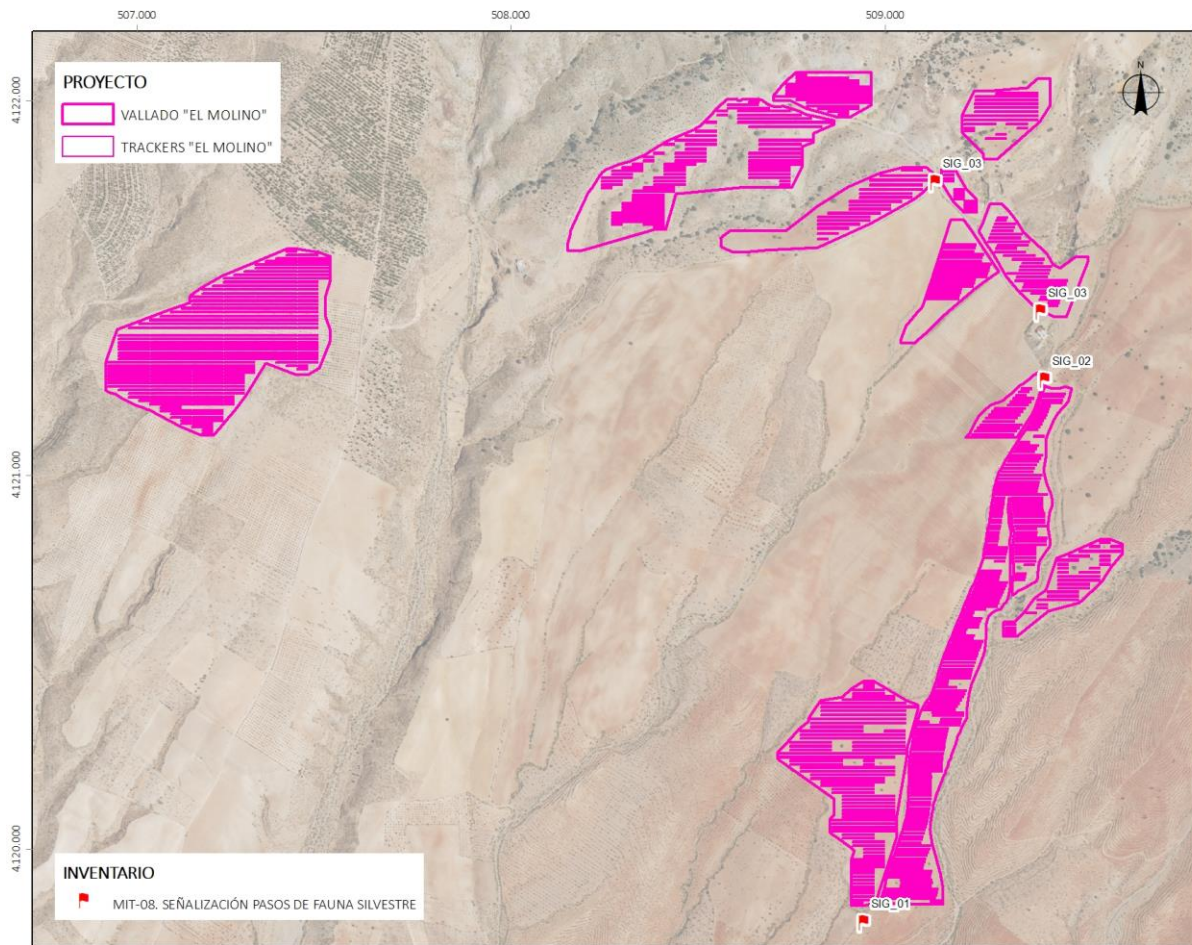 507.000
508.000
509.000
4.122.000
4.121.000
4.120.000
PROYECTO
VALLADO "EL MOLINO"
TRACKERS "EL MOLINO"
N
SIG_03
SIG_03
SIG_02
SIG_01
INVENTARIO
MIT-08. SEÑALIZACIÓN PASOS DE FAUNA SILVESTRE